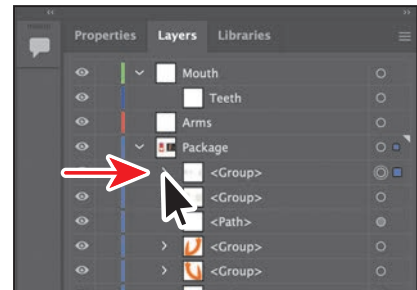 Properties Layers Libraries
Mouth
Teeth
Arms
Package
<Group>
<Group>
<Path>
<Group>
<Group>